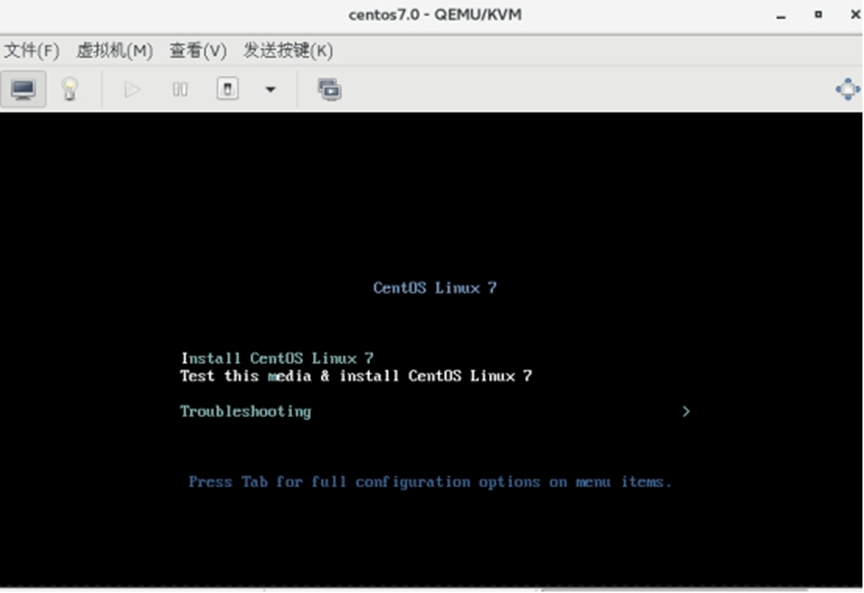 centos7.0 - QEMU/KVM
文件(F) 虚拟机(M) 查看(V) 发送按键(K)
CentOS Linux 7
Install CentOS Linux 7
Test this media & install CentOS Linux 7
Troubleshooting >
Press Tab for full configuration options on menu items.